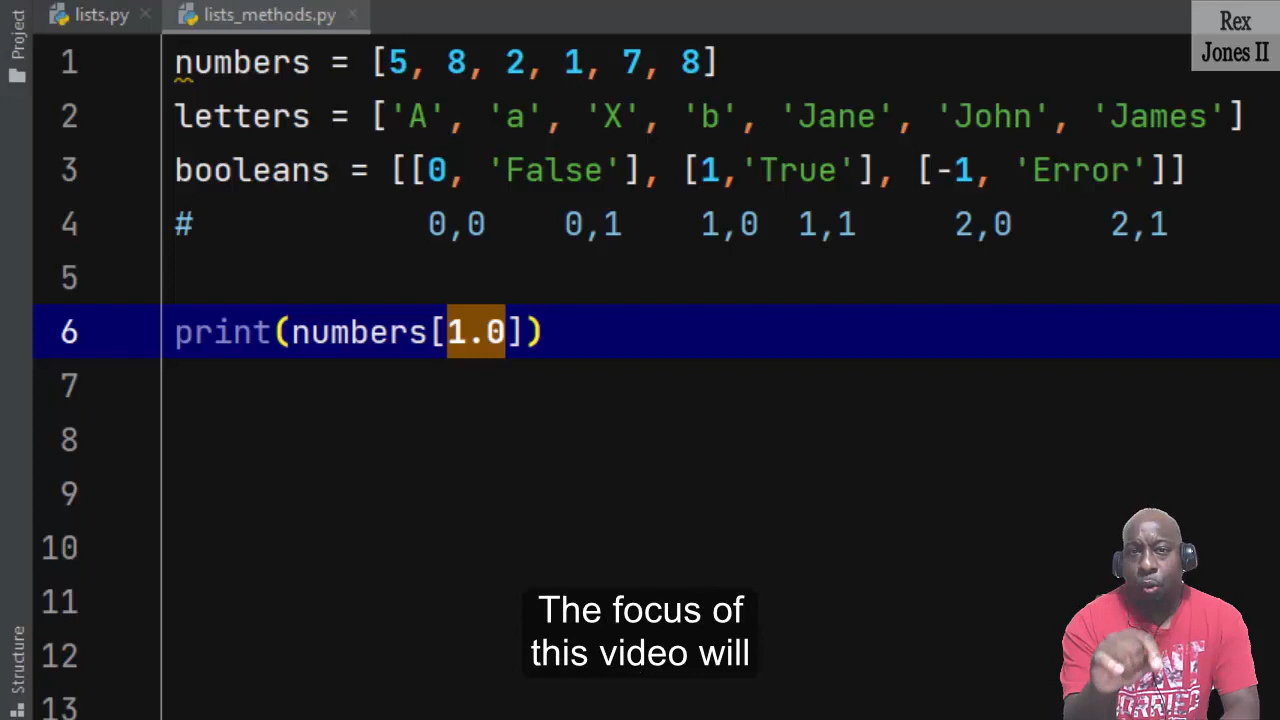 Project
lists.py
lists_methods.py
Rex
Jones II
1 numbers = [5, 8, 2, 1, 7, 8]
2 letters = ['A', 'a', 'X', 'b', 'Jane', 'John', 'James']
3 booleans = [[0, 'False'], [1,'True'], [-1, 'Error']]
4 # 0,0 0,1 1,0 1,1 2,0 2,1
5
6 print(numbers[1.0])
7
8
9
10
11
12
13
The focus of
this video will
Structure